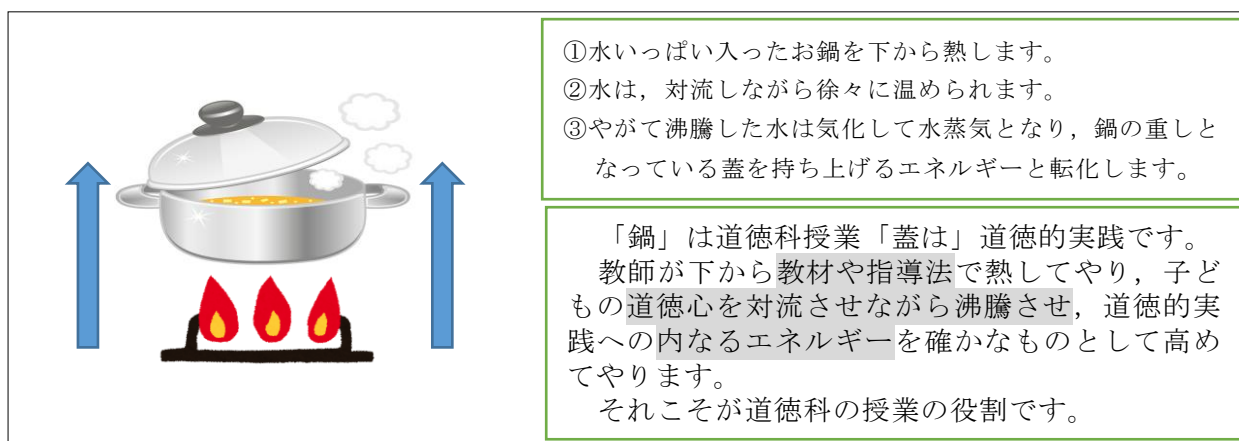 ①水いっぱい入ったお鍋を下から熱します。
②水は，対流しながら徐々に温められます。
③やがて沸騰した水は気化して水蒸気となり，鍋の重しと
なっている蓋を持ち上げるエネルギーと転化します。
「鍋」は道徳科授業「蓋は」道徳的実践です。
教師が下から教材や指導法で熱してやり，子ど
もの道徳心を対流させながら沸騰させ，道徳的実
践への内なるエネルギーを確かなものとして高め
てやります。
それこそが道徳科の授業の役割です。